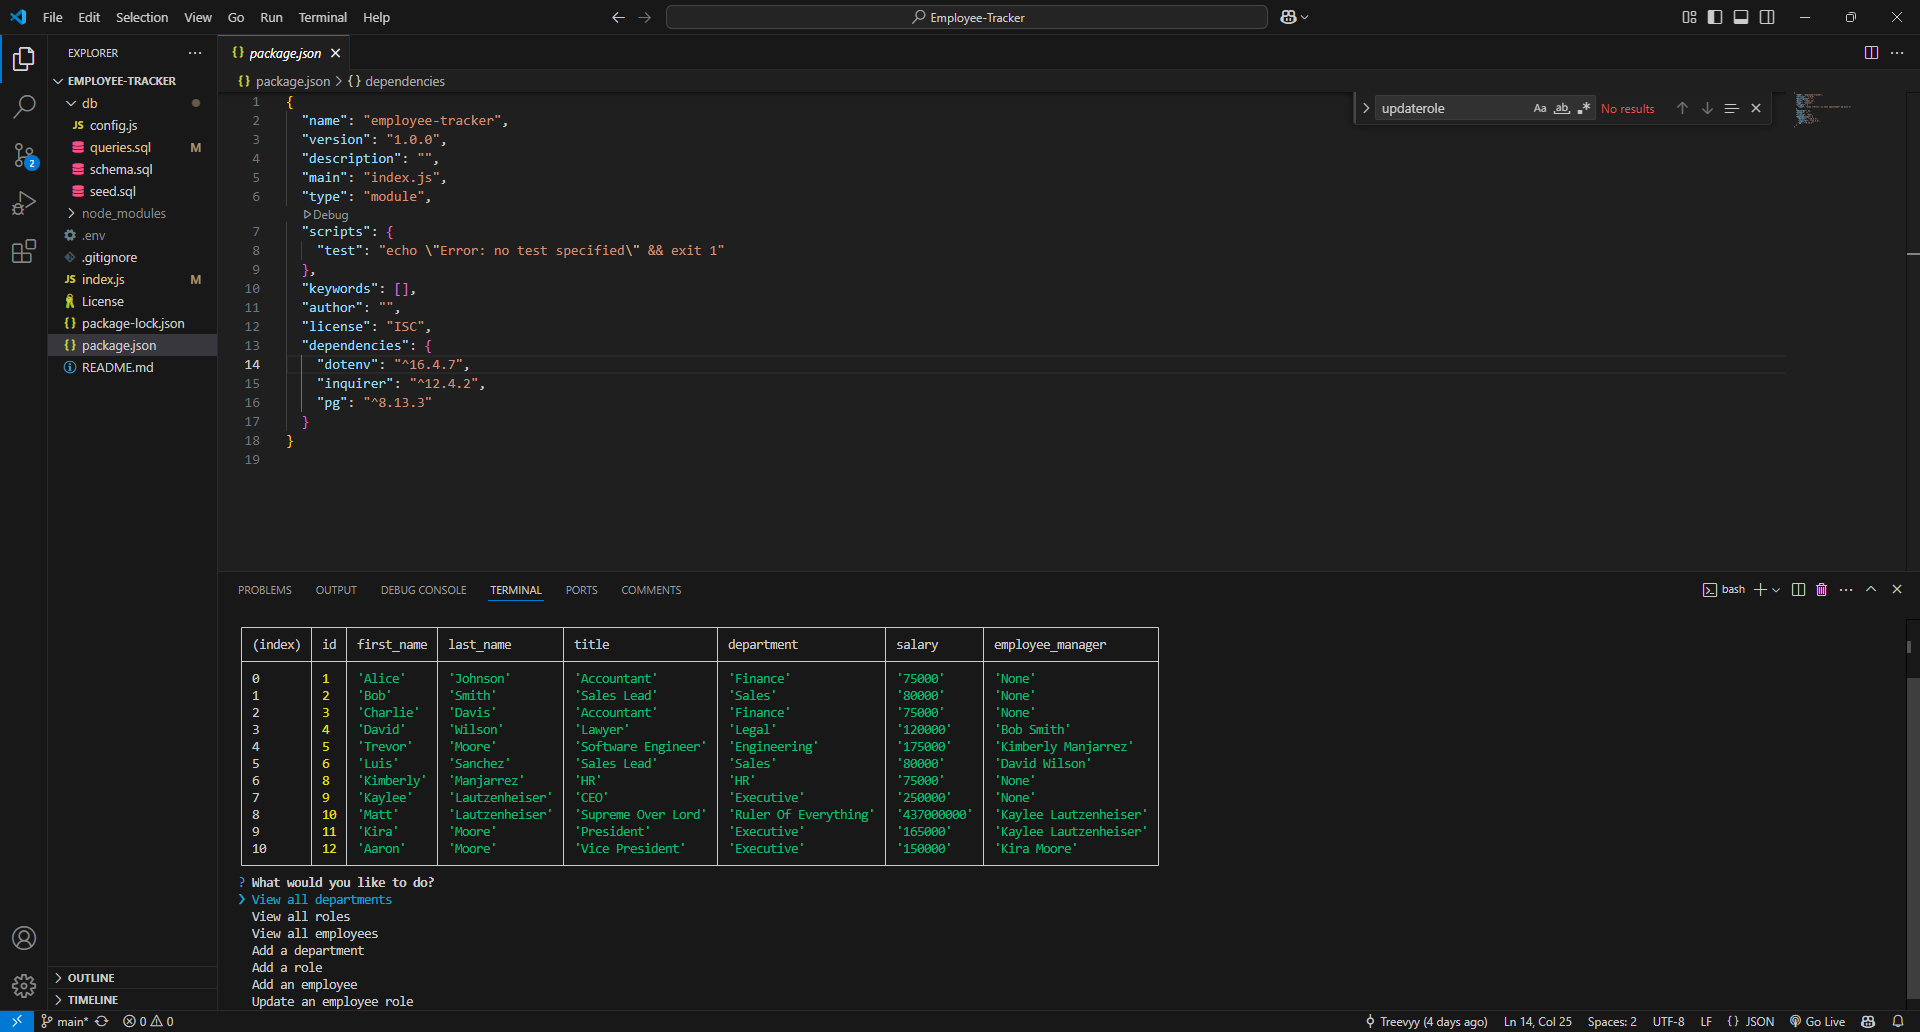 File Edit Selection View Go Run Terminal Help
Employee-Tracker
EXPLORER
EMPLOYEE-TRACKER
db
JS config.js
queries.sql M
schema.sql
seed.sql
node_modules
.env
.gitignore
JS index.js M
License
{} package-lock.json
{} package.json
README.md
OUTLINE
TIMELINE
2
{} package.json
{} package.json > {} dependencies
updaterole Aa ab No results
1 {
2 "name": "employee-tracker",
3 "version": "1.0.0",
4 "description": "",
5 "main": "index.js",
6 "type": "module",
Debug
7 "scripts": {
8 "test": "echo \"Error: no test specified\" && exit 1"
9 },
10 "keywords": [],
11 "author": "",
12 "license": "ISC",
13 "dependencies": {
14 "dotenv": "^16.4.7",
15 "inquirer": "^12.4.2",
16 "pg": "^8.13.3"
17 }
18 }
19
PROBLEMS OUTPUT DEBUG CONSOLE TERMINAL PORTS COMMENTS
bash
(index) id first_name last_name title department salary employee_manager
0 1 'Alice' 'Johnson' 'Accountant' 'Finance' '75000' 'None'
1 2 'Bob' 'Smith' 'Sales Lead' 'Sales' '80000' 'None'
2 3 'Charlie' 'Davis' 'Accountant' 'Finance' '75000' 'None'
3 4 'David' 'Wilson' 'Lawyer' 'Legal' '120000' 'Bob Smith'
4 5 'Trevor' 'Moore' 'Software Engineer' 'Engineering' '175000' 'Kimberly Manjarrez'
5 6 'Luis' 'Sanchez' 'Sales Lead' 'Sales' '80000' 'David Wilson'
6 8 'Kimberly' 'Manjarrez' 'HR' 'HR' '75000' 'None'
7 9 'Kaylee' 'Lautzenheiser' 'CEO' 'Executive' '250000' 'None'
8 10 'Matt' 'Lautzenheiser' 'Supreme Over Lord' 'Ruler Of Everything' '437000000' 'Kaylee Lautzenheiser'
9 11 'Kira' 'Moore' 'President' 'Executive' '165000' 'Kaylee Lautzenheiser'
10 12 'Aaron' 'Moore' 'Vice President' 'Executive' '150000' 'Kira Moore'
? What would you like to do?
❯ View all departments
View all roles
View all employees
Add a department
Add a role
Add an employee
Update an employee role
main* 0 0 Treevyy (4 days ago) Ln 14, Col 25 Spaces: 2 UTF-8 LF {} JSON Go Live